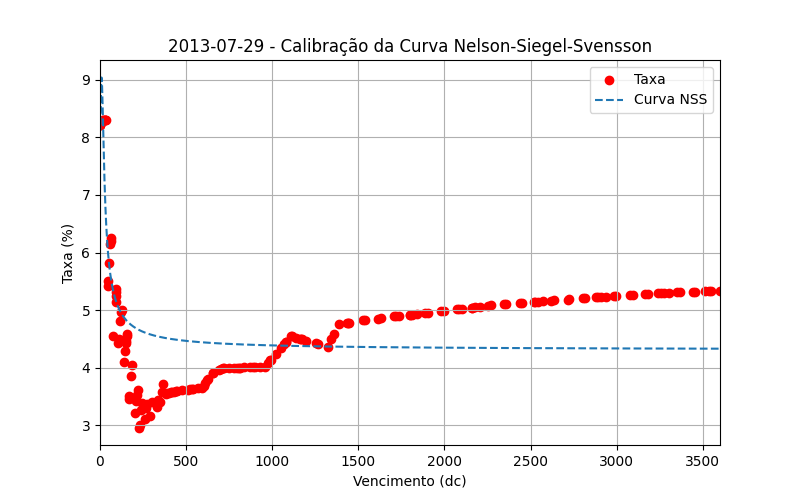 2013-07-29 - Calibração da Curva Nelson-Siegel-Svensson
Taxa
Curva NSS
Taxa (%)
9
8
7
6
5
4
3
0 500 1000 1500 2000 2500 3000 3500
Vencimento (dc)